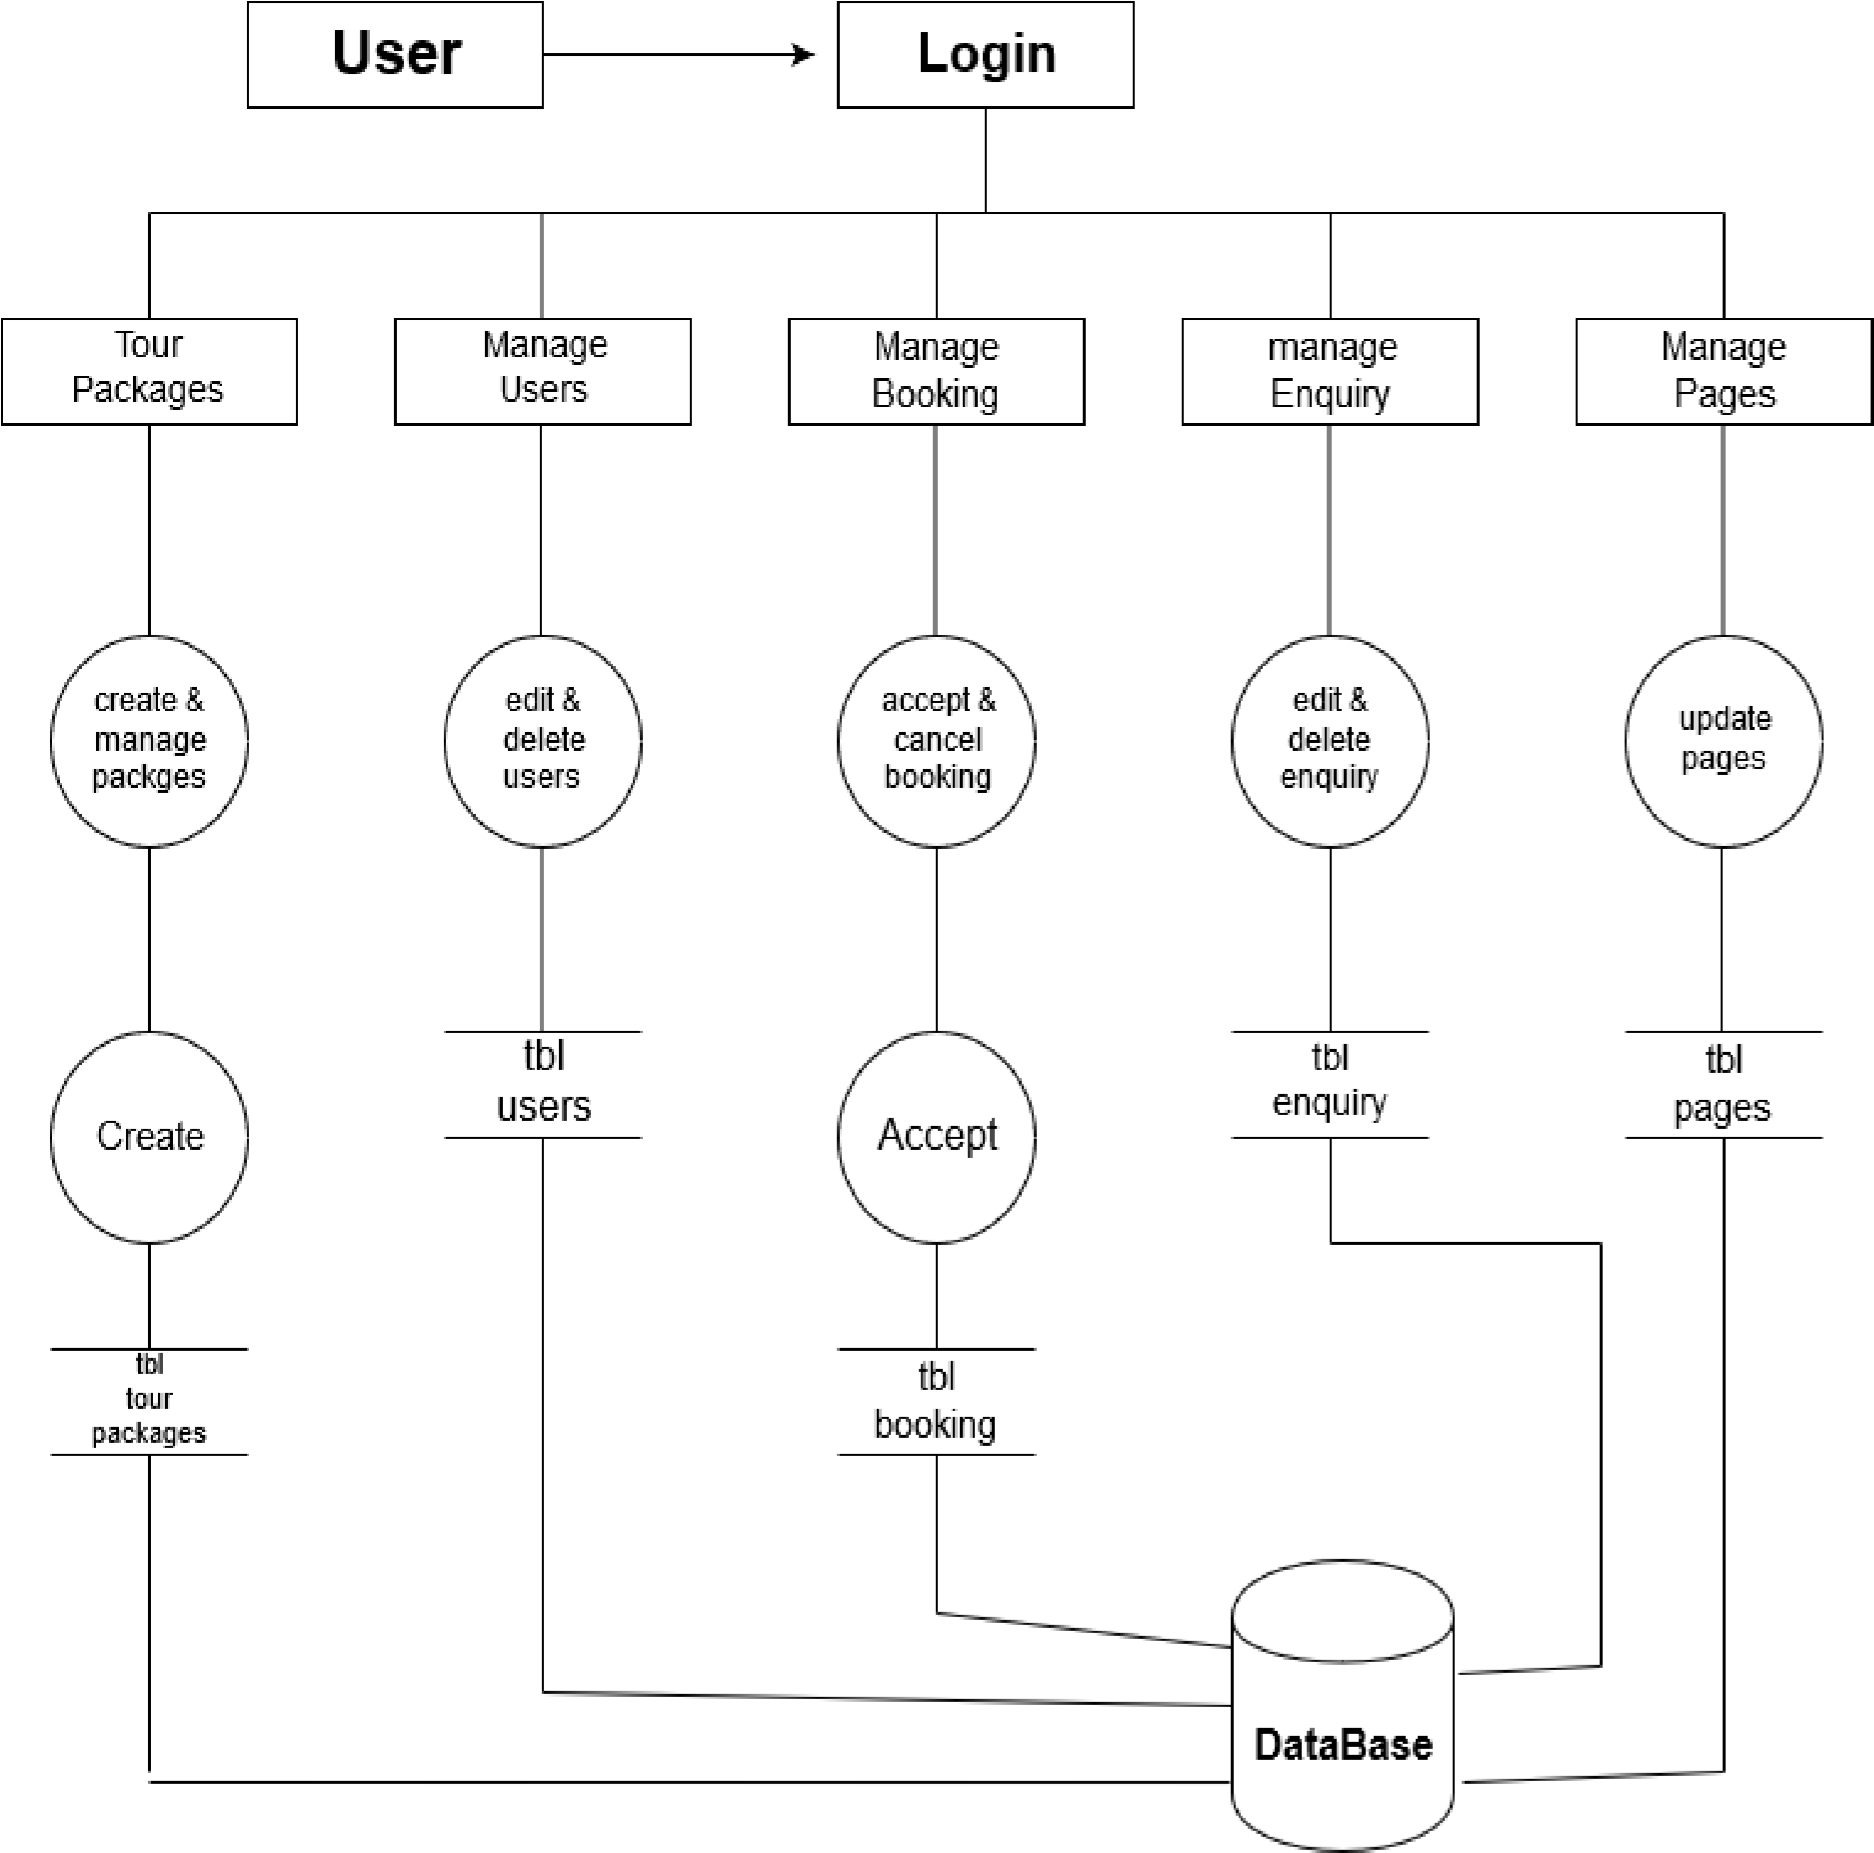 User
Login
Tour
Packages
Manage
Users
Manage
Booking
manage
Enquiry
Manage
Pages
create &
manage
packges
edit &
delete
users
accept &
cancel
booking
edit &
delete
enquiry
update
pages
Create
tbl
users
Accept
tbl
enquiry
tbl
pages
tbl
tour
packages
tbl
booking
DataBase